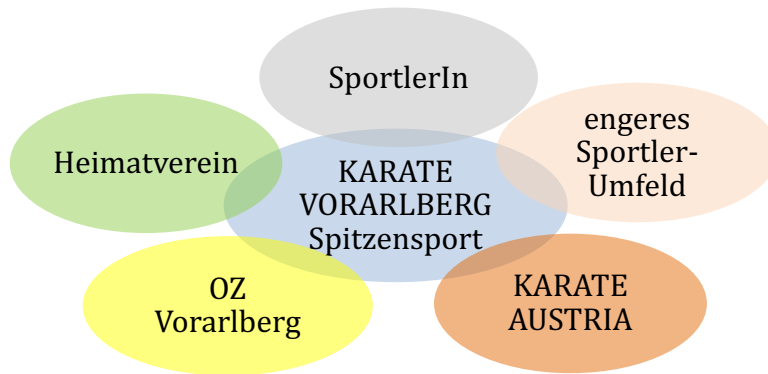 SportlerIn
Heimatverein
engeres
Sportler-
Umfeld
KARATE
VORARLBERG
Spitzensport
OZ
Vorarlberg
KARATE
AUSTRIA